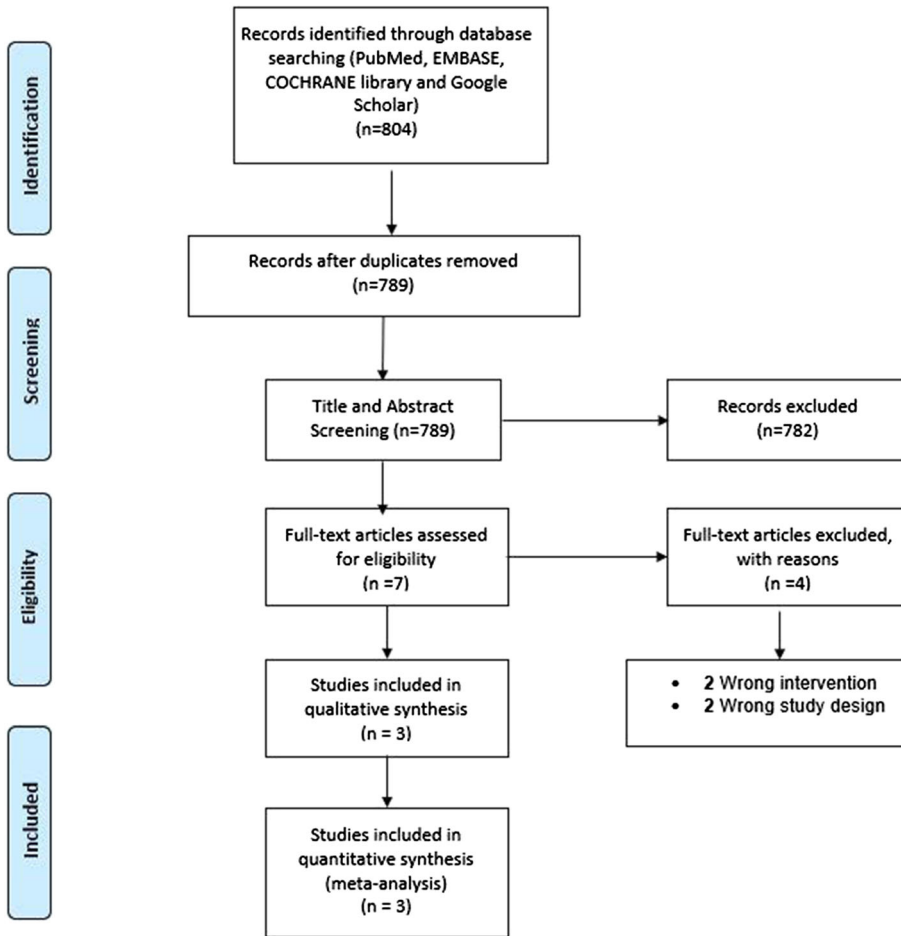 Identification
Records identified through database
searching (PubMed, EMBASE,
COCHRANE library and Google
Scholar)
(n=804)
Records after duplicates removed
(n=789)
Screening
Title and Abstract
Screening (n=789)
Records excluded
(n=782)
Eligibility
Full-text articles assessed
for eligibility
(n =7)
Full-text articles excluded,
with reasons
(n =4)
• 2 Wrong intervention
• 2 Wrong study design
Studies included in
qualitative synthesis
(n = 3)
Included
Studies included in
quantitative synthesis
(meta-analysis)
(n = 3)